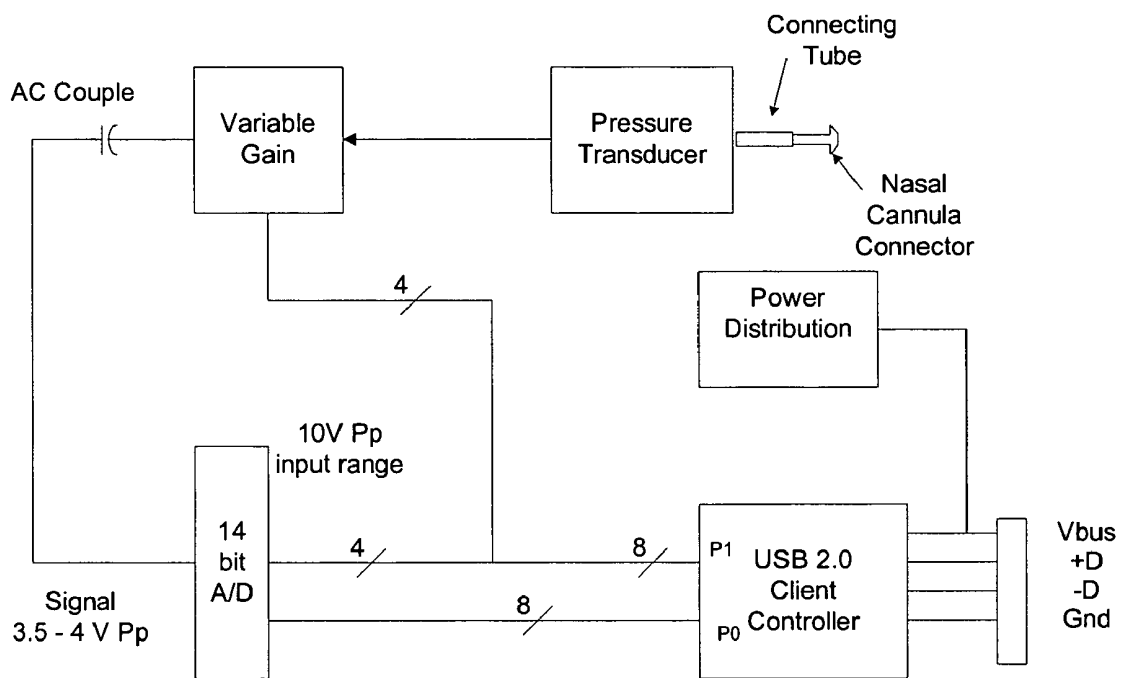 Connecting
Tube
AC Couple
Variable
Gain
Pressure
Transducer
Nasal
Cannula
Connector
4
Power
Distribution
10V Pp
input range
14
bit
A/D
4
8
P1
USB 2.0
Client
Controller
Vbus
+D
-D
Gnd
8
P0
Signal
3.5 - 4 V Pp